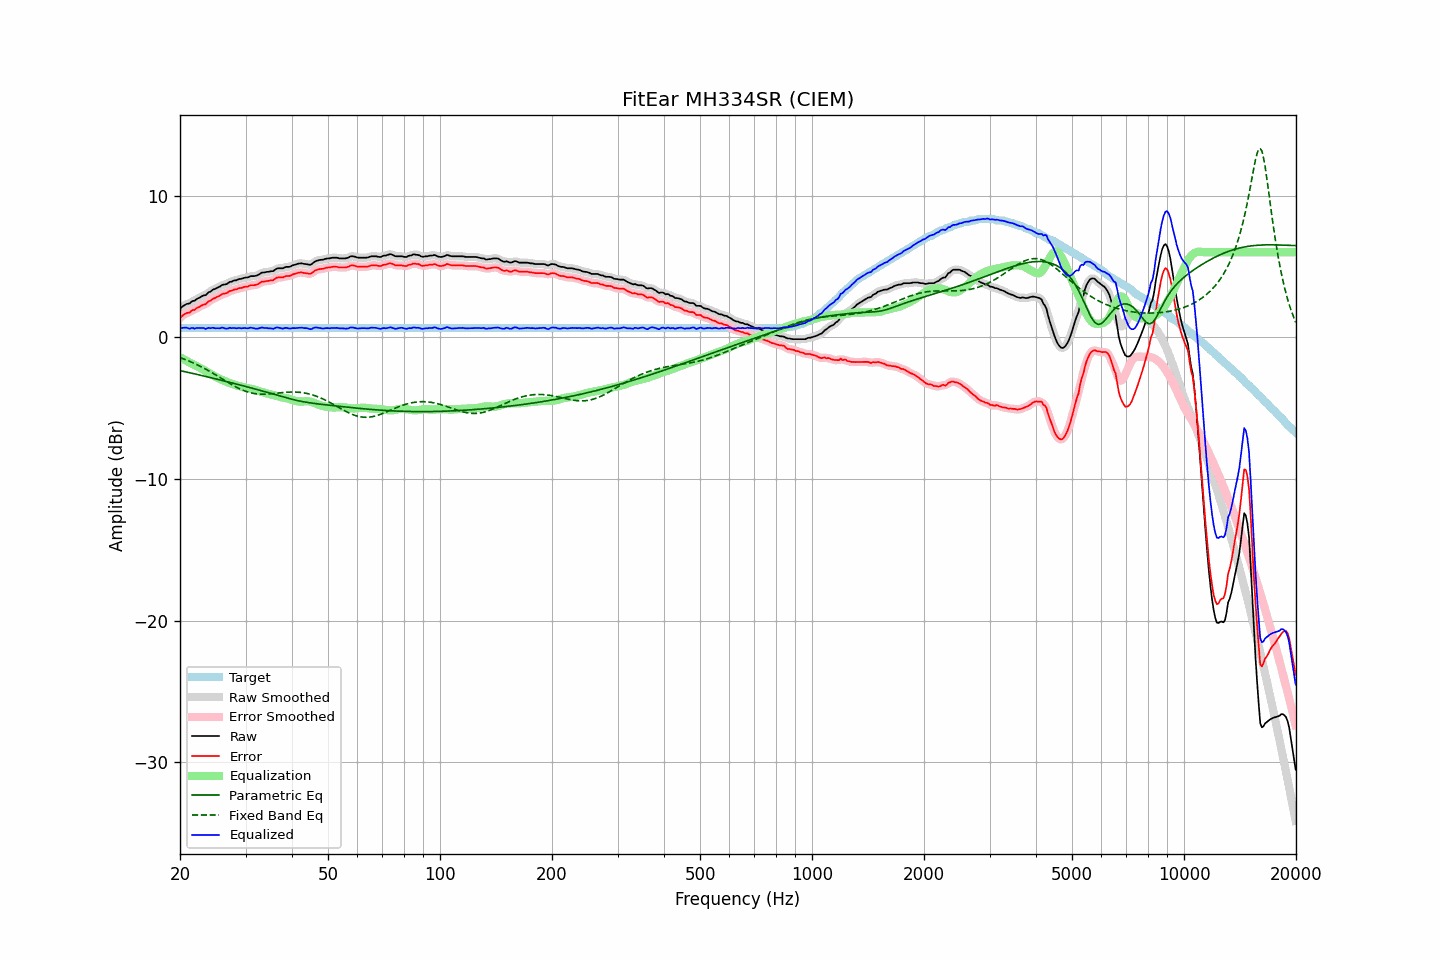 FitEar MH334SR (CIEM)
Amplitude (dBr)
10
0
−10
−20
−30
Target
Raw Smoothed
Error Smoothed
Raw
Error
Equalization
Parametric Eq
Fixed Band Eq
Equalized
20 50 100 200 500 1000 2000 5000 10000 20000
Frequency (Hz)